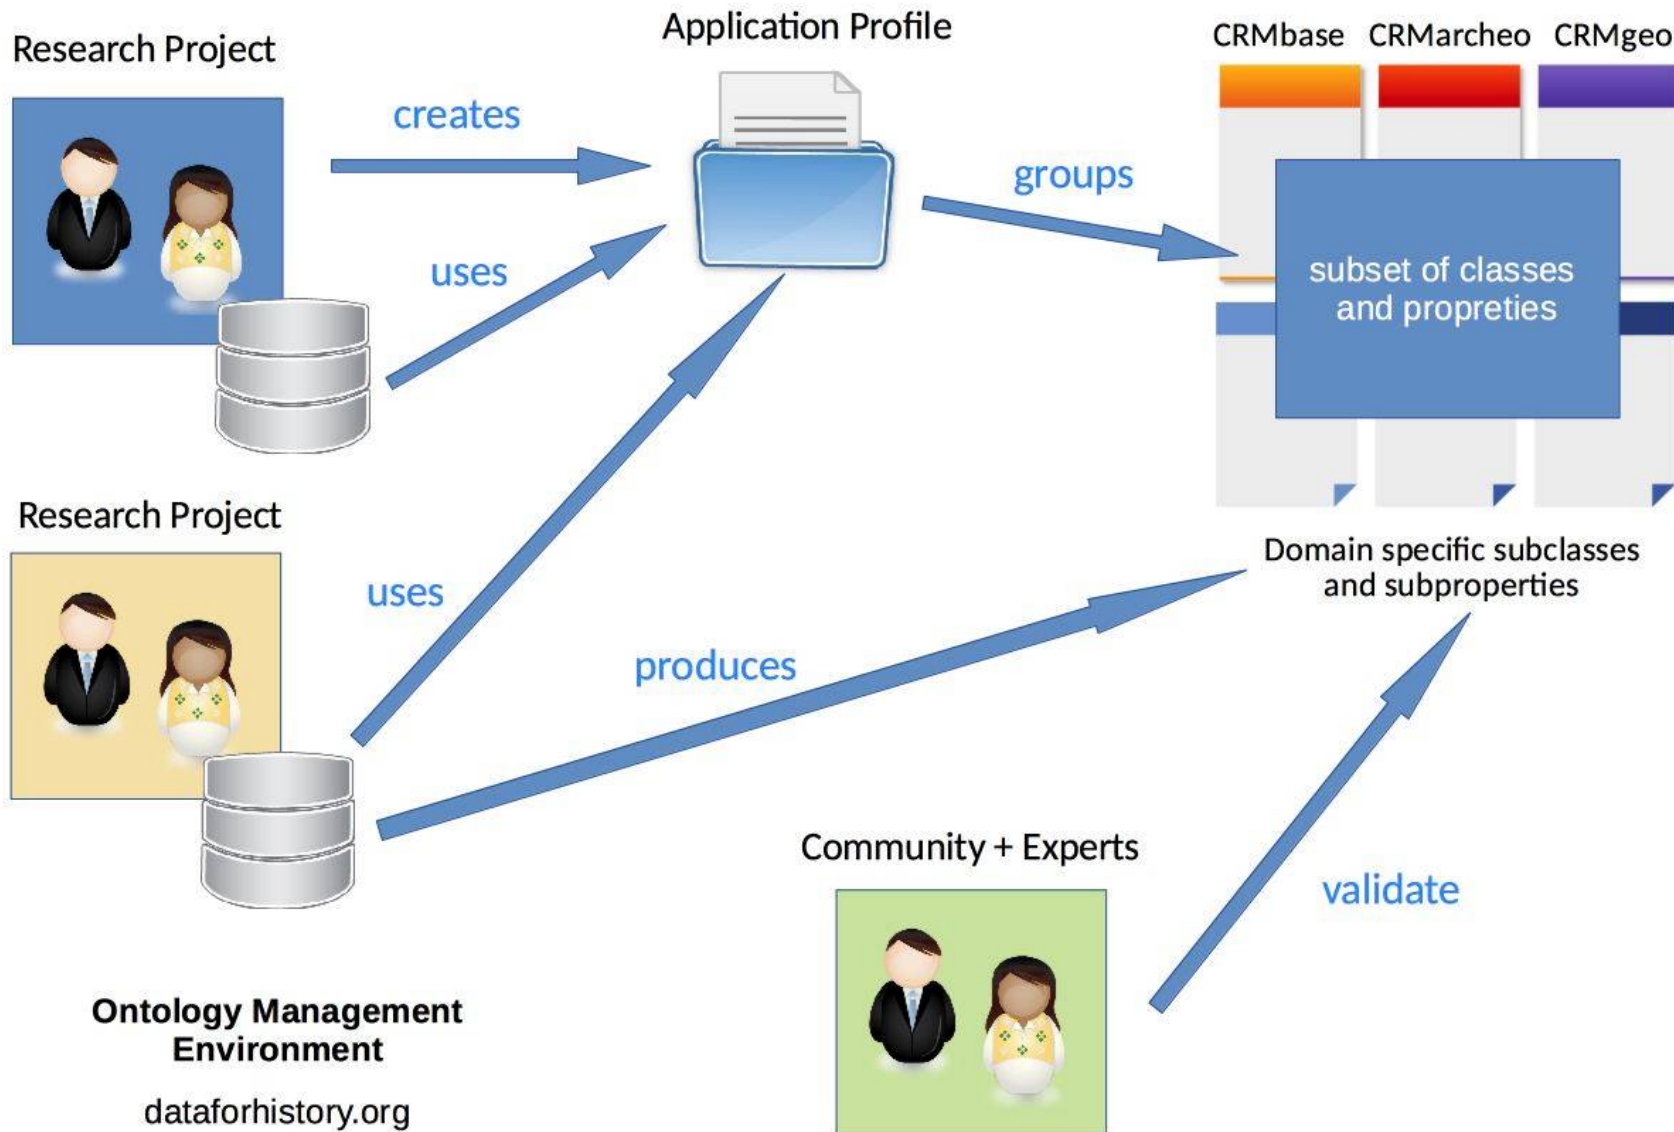 Research Project
Application Profile
CRMbase
CRMarcheo
CRMgeo
creates
groups
uses
subset of classes
and propreties
Research Project
Domain specific subclasses
and subproperties
uses
produces
Community + Experts
validate
Ontology Management
Environment
dataforhistory.org